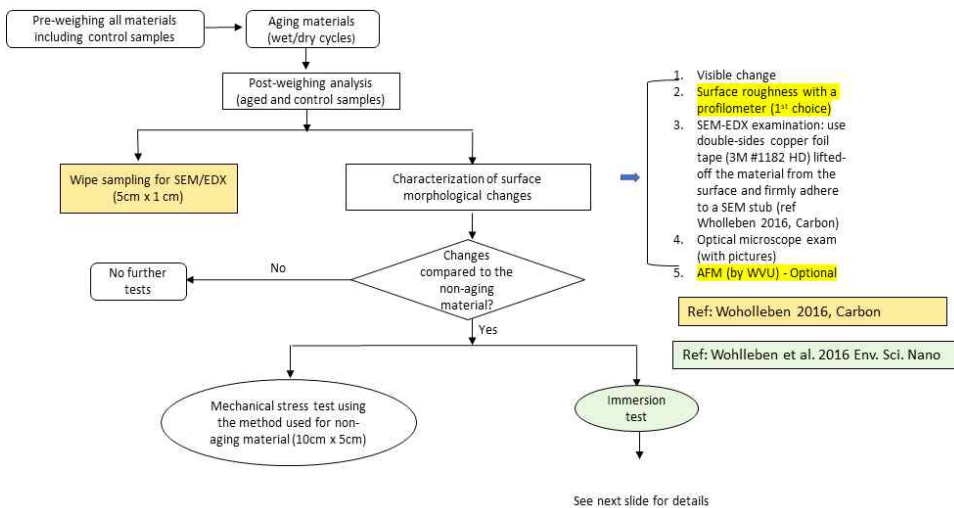 Pre-weighing all materials
including control samples
Aging materials
(wet/dry cycles)
Post-weighing analysis
(aged and control samples)
Wipe sampling for SEM/EDX
(5cm x 1 cm)
Characterization of surface
morphological changes
1. Visible change
2. Surface roughness with a
profilometer (1st choice)
3. SEM-EDX examination: use
double-sides copper foil
tape (3M #1182 HD) lifted-
off the material from the
surface and firmly adhere
to a SEM stub (ref
Wholleben 2016, Carbon)
4. Optical microscope exam
(with pictures)
5. AFM (by WVU) - Optional
Changes
compared to the
non-aging
material?
No
No further
tests
Yes
Ref: Woholleben 2016, Carbon
Ref: Wohlleben et al. 2016 Env. Sci. Nano
Mechanical stress test using
the method used for non-
aging material (10cm x 5cm)
Immersion
test
See next slide for details